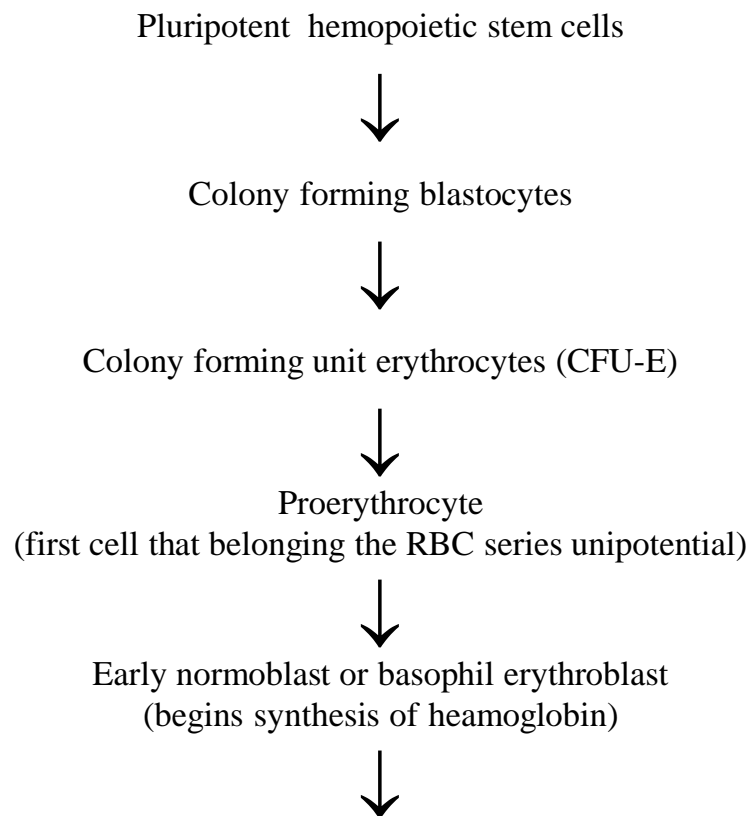 Pluripotent hemopoietic stem cells
Colony forming blastocytes
Colony forming unit erythrocytes (CFU-E)
Proerythrocyte
(first cell that belonging the RBC series unipotential)
Early normoblast or basophil erythroblast
(begins synthesis of heamoglobin)